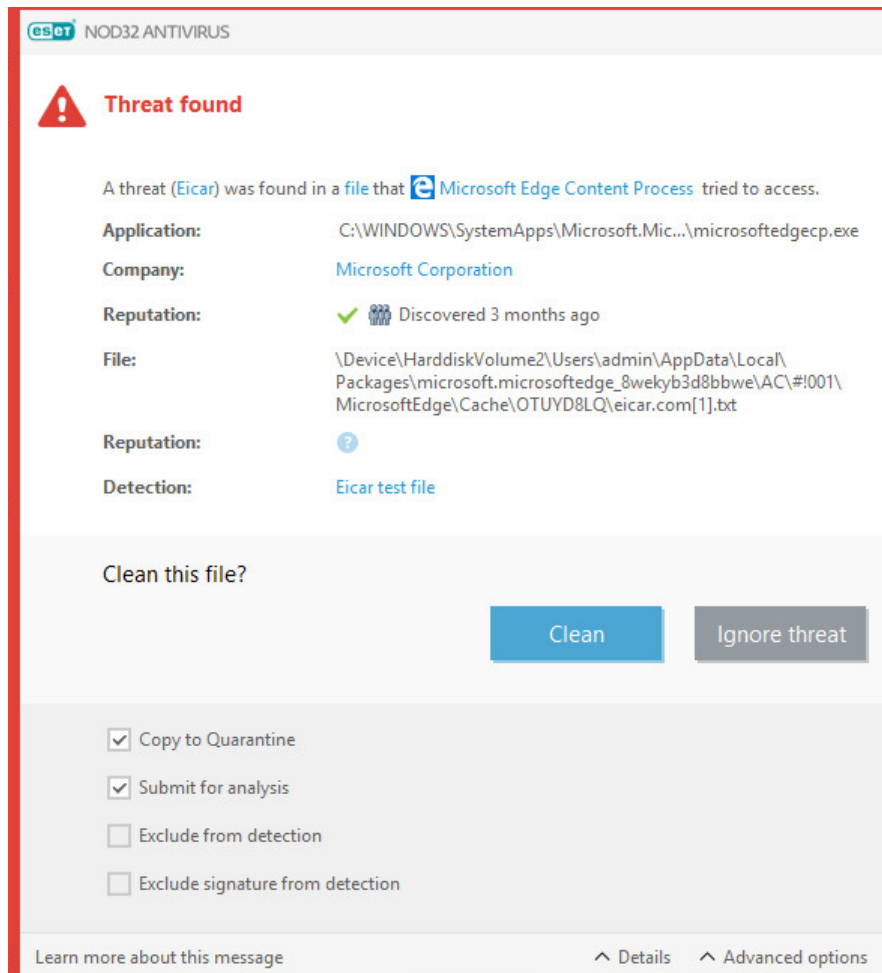 eset NOD32 ANTIVIRUS
Threat found
A threat (Eicar) was found in a file that Microsoft Edge Content Process tried to access.
Application: C:\WINDOWS\SystemApps\Microsoft.Mic...\microsoftedgecp.exe
Company: Microsoft Corporation
Reputation: Discovered 3 months ago
File: \Device\HarddiskVolume2\Users\admin\AppData\Local\
Packages\microsoft.microsoftedge_8wekyb3d8bbwe\AC\#!001\
MicrosoftEdge\Cache\OTUYD8LQ\eicar.com[1].txt
Reputation: ?
Detection: Eicar test file
Clean this file?
Clean Ignore threat
Copy to Quarantine
Submit for analysis
Exclude from detection
Exclude signature from detection
Learn more about this message Details Advanced options